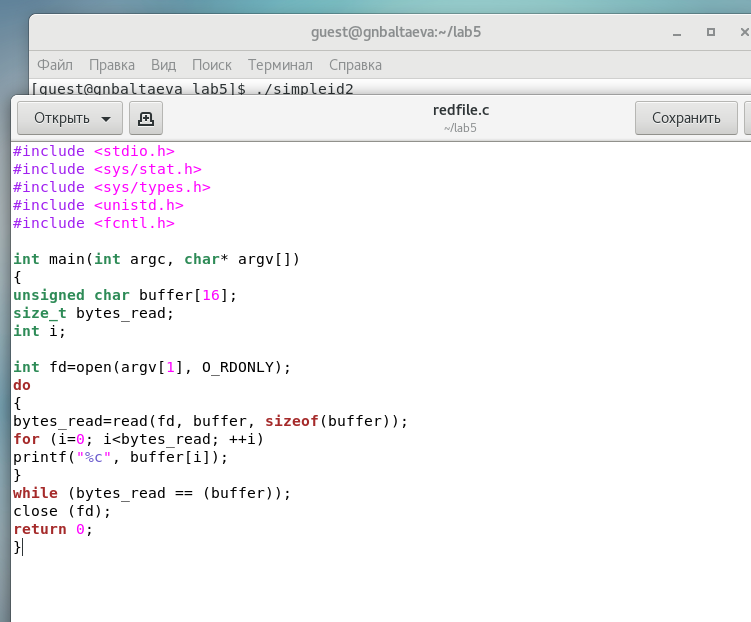 guest@gnbaltaeva:~/lab5
Файл Правка Вид Поиск Терминал Справка
[guest@gnbaltaeva lab5]$ ./simpleid2
Открыть
redfile.c
~/lab5
Сохранить
#include <stdio.h>
#include <sys/stat.h>
#include <sys/types.h>
#include <unistd.h>
#include <fcntl.h>
int main(int argc, char* argv[])
{
unsigned char buffer[16];
size_t bytes_read;
int i;
int fd=open(argv[1], O_RDONLY);
do
{
bytes_read=read(fd, buffer, sizeof(buffer));
for (i=0; i<bytes_read; ++i)
printf("%c", buffer[i]);
}
while (bytes_read == (buffer));
close (fd);
return 0;
}